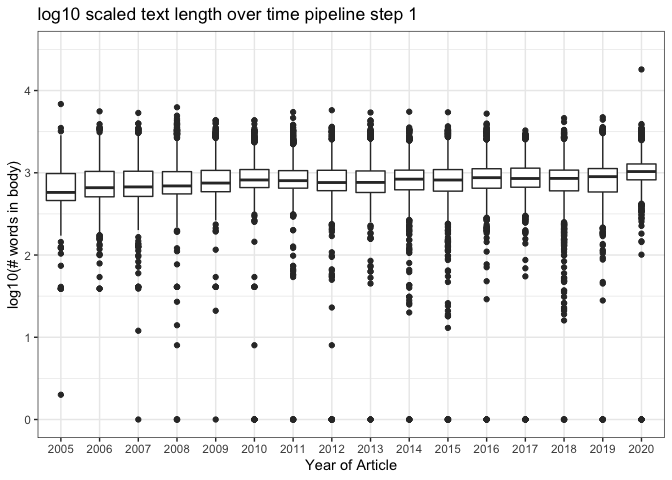 log10 scaled text length over time pipeline step 1
log10(# words in body)
4
3
2
1
0
2005 2006 2007 2008 2009 2010 2011 2012 2013 2014 2015 2016 2017 2018 2019 2020
Year of Article